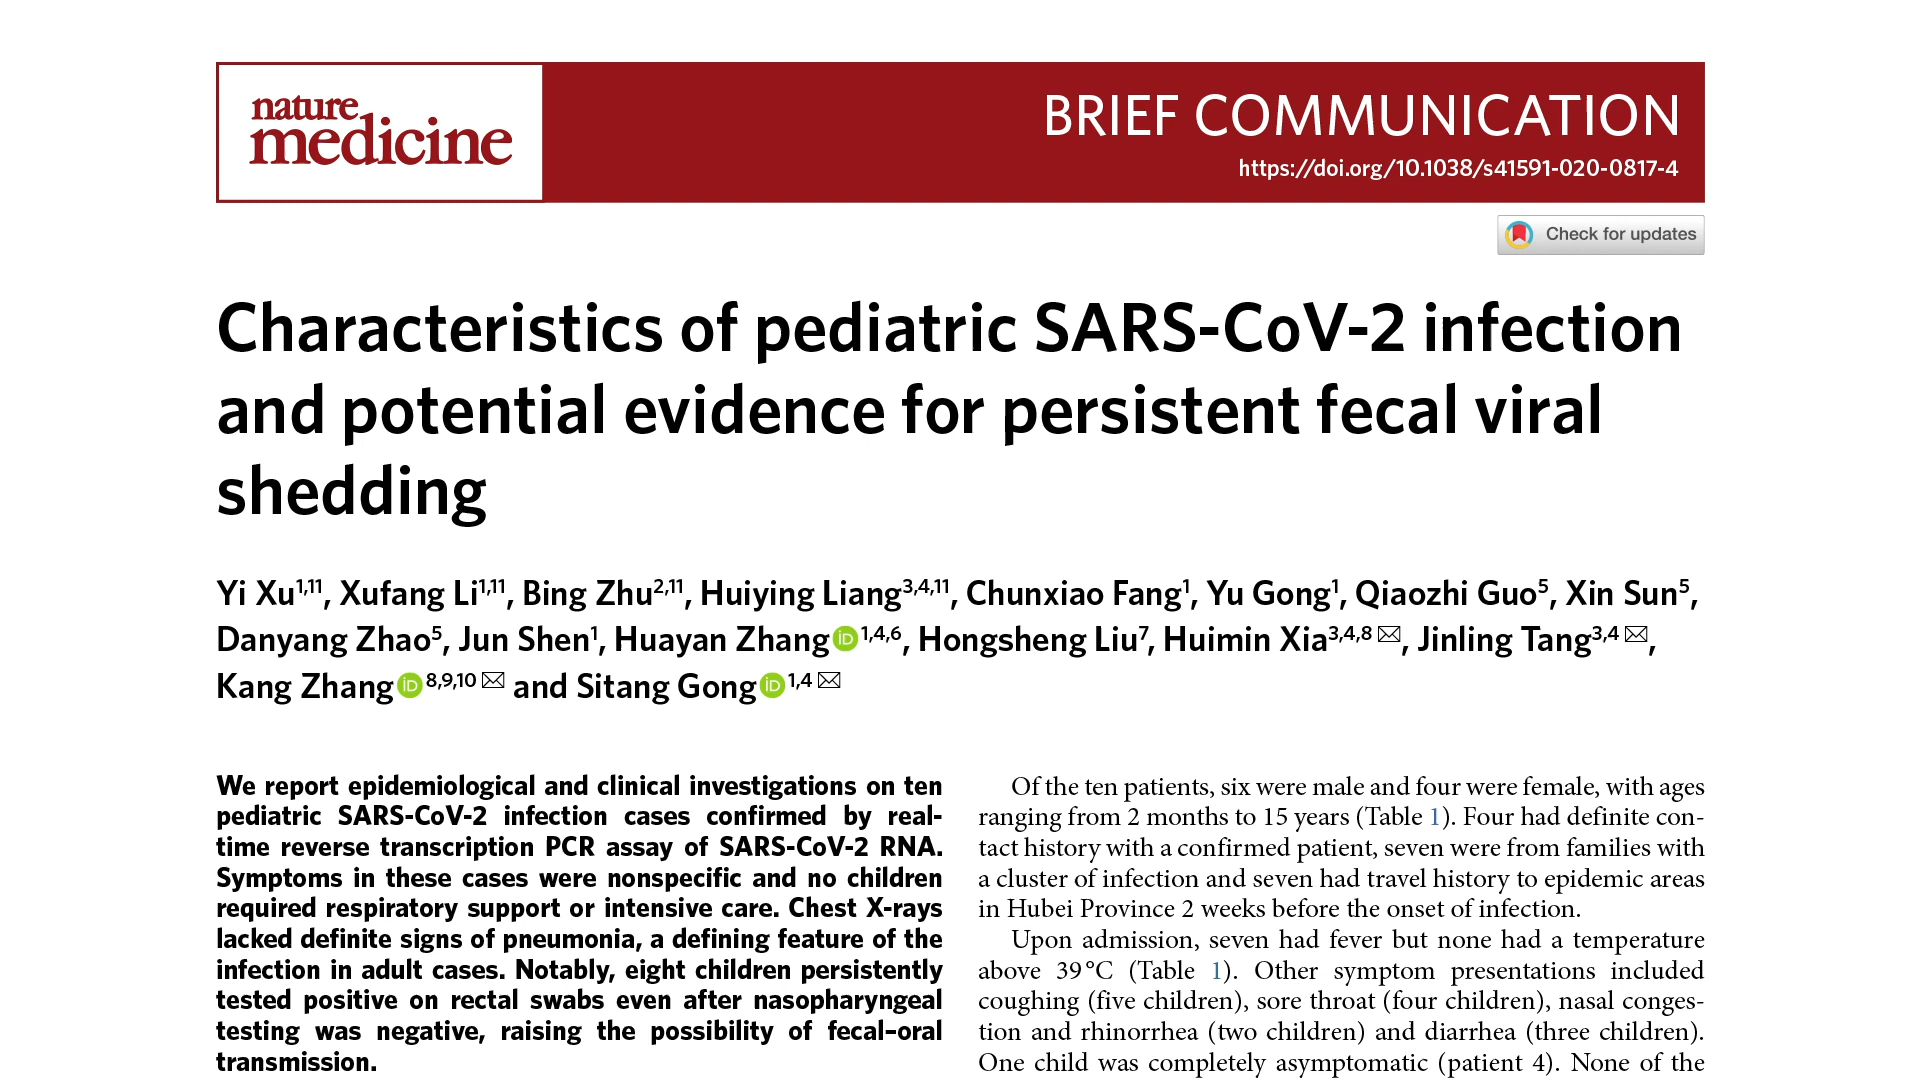 nature
medicine
BRIEF COMMUNICATION
https://doi.org/10.1038/s41591-020-0817-4
Check for updates
Characteristics of pediatric SARS-CoV-2 infection
and potential evidence for persistent fecal viral
shedding
Yi Xu1,11, Xufang Li1,11, Bing Zhu2,11, Huiying Liang3,4,11, Chunxiao Fang1, Yu Gong1, Qiaozhi Guo5, Xin Sun5,
Danyang Zhao5, Jun Shen1, Huayan Zhang iD 1,4,6, Hongsheng Liu7, Huimin Xia3,4,8 ✉, Jinling Tang3,4 ✉,
Kang Zhang iD 8,9,10 ✉ and Sitang Gong iD 1,4 ✉
We report epidemiological and clinical investigations on ten
pediatric SARS-CoV-2 infection cases confirmed by real-
time reverse transcription PCR assay of SARS-CoV-2 RNA.
Symptoms in these cases were nonspecific and no children
required respiratory support or intensive care. Chest X-rays
lacked definite signs of pneumonia, a defining feature of the
infection in adult cases. Notably, eight children persistently
tested positive on rectal swabs even after nasopharyngeal
testing was negative, raising the possibility of fecal–oral
transmission.
Of the ten patients, six were male and four were female, with ages
ranging from 2 months to 15 years (Table 1). Four had definite con-
tact history with a confirmed patient, seven were from families with
a cluster of infection and seven had travel history to epidemic areas
in Hubei Province 2 weeks before the onset of infection.
Upon admission, seven had fever but none had a temperature
above 39 °C (Table 1). Other symptom presentations included
coughing (five children), sore throat (four children), nasal conges-
tion and rhinorrhea (two children) and diarrhea (three children).
One child was completely asymptomatic (patient 4). None of the